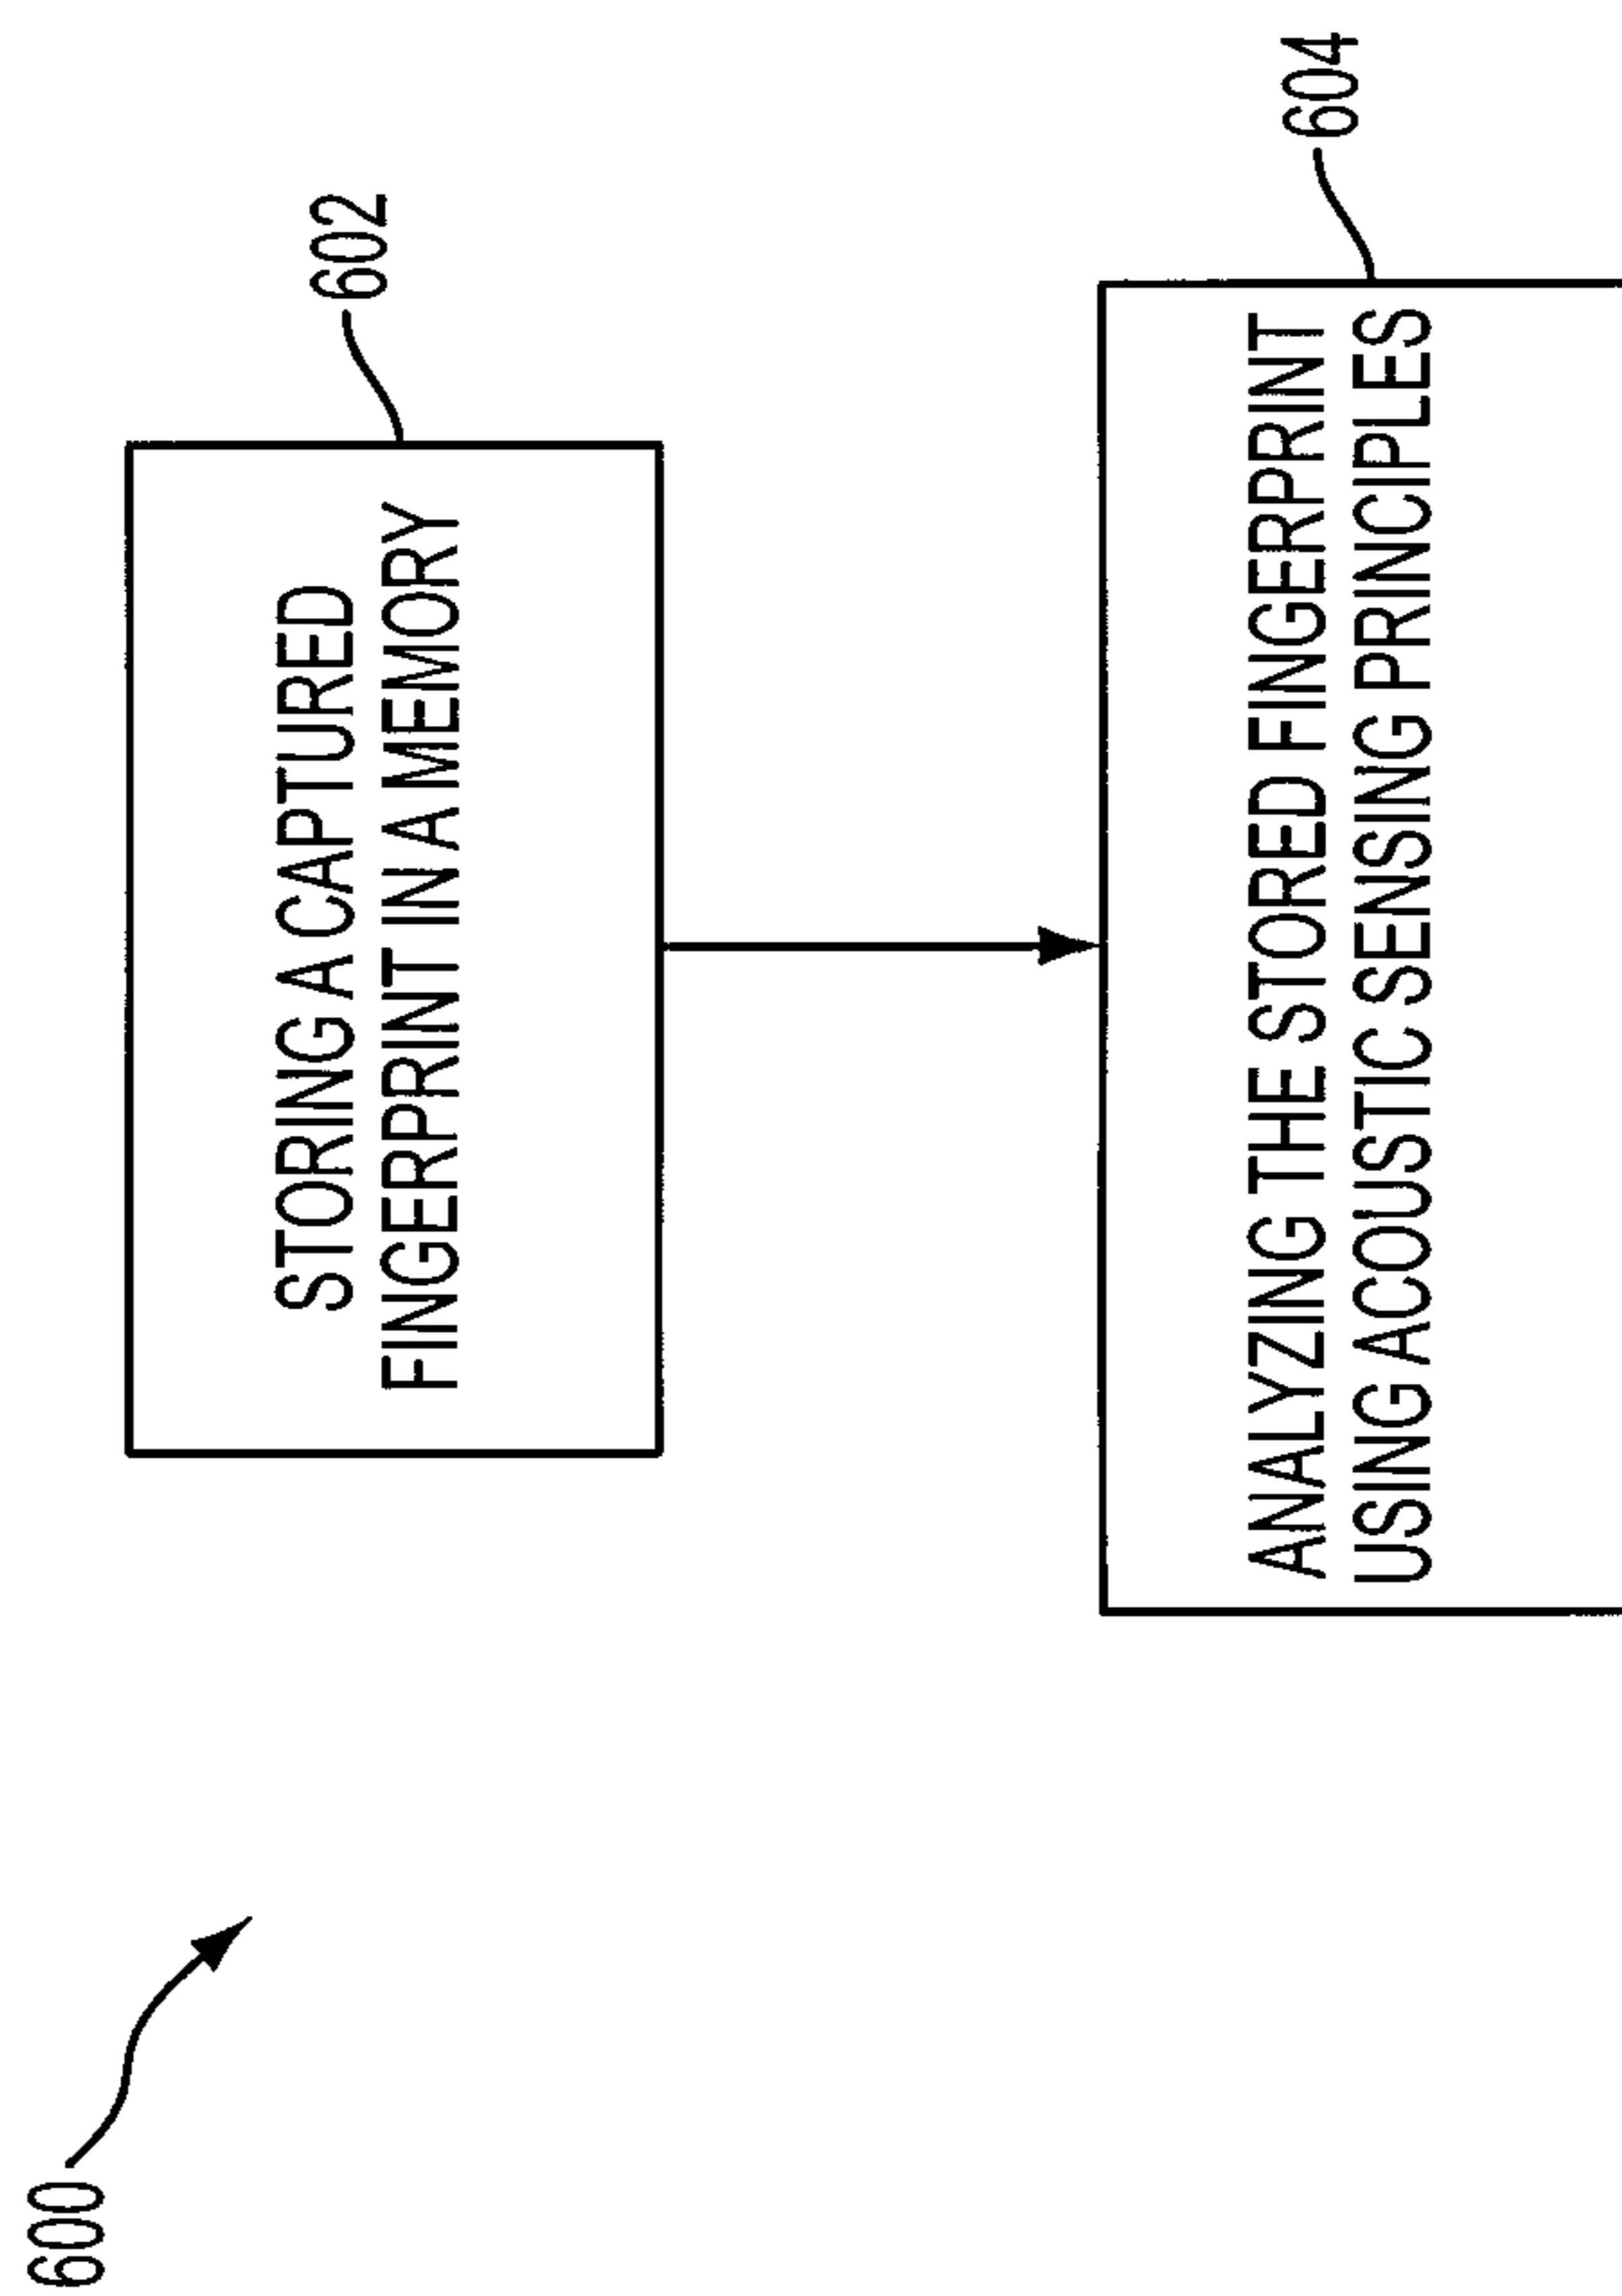 600
STORING A CAPTURED
FINGERPRINT IN A MEMORY
602
ANALYZING THE STORED FINGERPRINT
USING ACOUSTIC SENSING PRINCIPLES
604